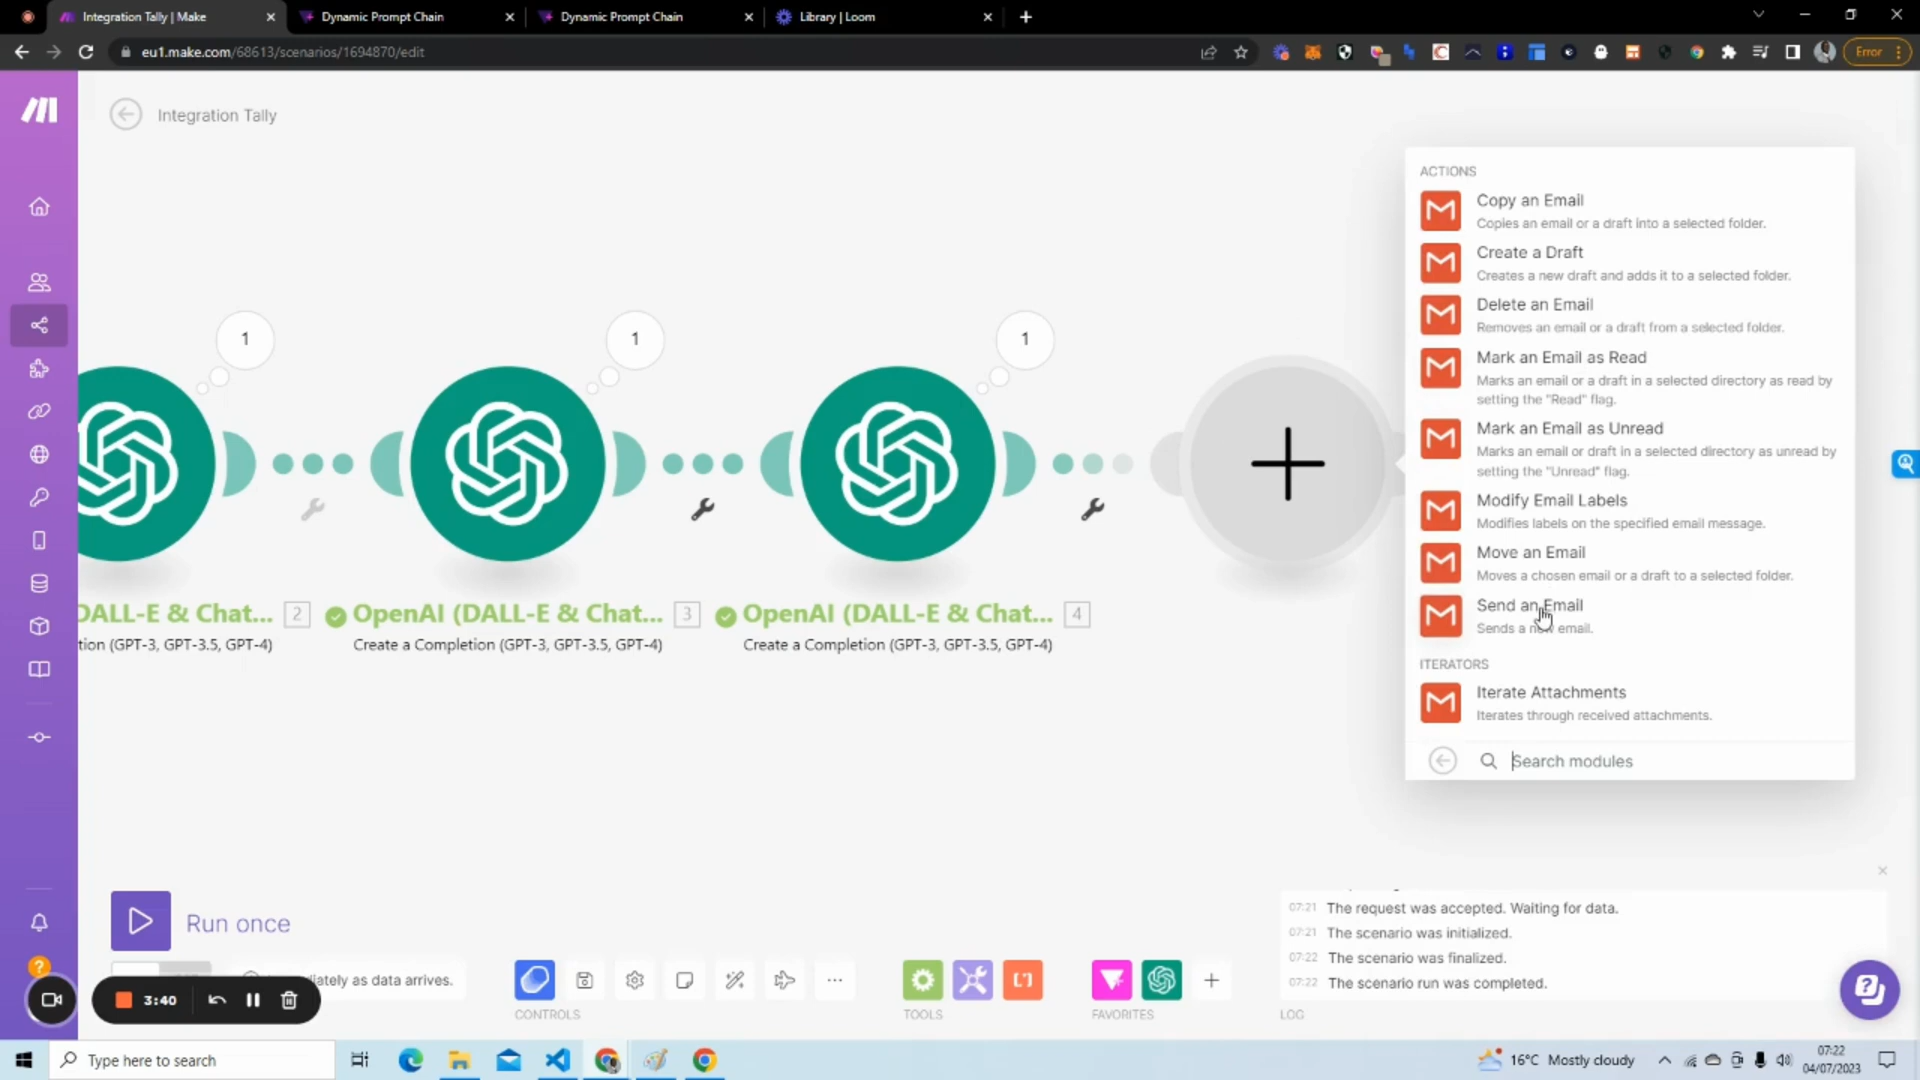 Integration Tally | Make
Dynamic Prompt Chain
Dynamic Prompt Chain
Library | Loom
eu1.make.com/68613/scenarios/1694870/edit
Error
Integration Tally
ACTIONS
Copy an Email
Copies an email or a draft into a selected folder.
Create a Draft
Creates a new draft and adds it to a selected folder.
Delete an Email
Removes an email or a draft from a selected folder.
Mark an Email as Read
Marks an email or a draft in a selected directory as read by
setting the "Read" flag.
Mark an Email as Unread
Marks an email or draft in a selected directory as unread by
setting the "Unread" flag.
Modify Email Labels
Modifies labels on the specified email message.
Move an Email
Moves a chosen email or a draft to a selected folder.
Send an Email
Sends a new email.
ITERATORS
Iterate Attachments
Iterates through received attachments.
Search modules
1
1
1
DALL-E & Chat... 2
tion (GPT-3, GPT-3.5, GPT-4)
OpenAI (DALL-E & Chat... 3
Create a Completion (GPT-3, GPT-3.5, GPT-4)
OpenAI (DALL-E & Chat... 4
Create a Completion (GPT-3, GPT-3.5, GPT-4)
Run once
diately as data arrives.
3:40
CONTROLS
TOOLS
FAVORITES
07:21 The request was accepted. Waiting for data.
07:21 The scenario was initialized.
07:22 The scenario was finalized.
07:22 The scenario run was completed.
LOG
Type here to search
16°C Mostly cloudy
07:22
04/07/2023